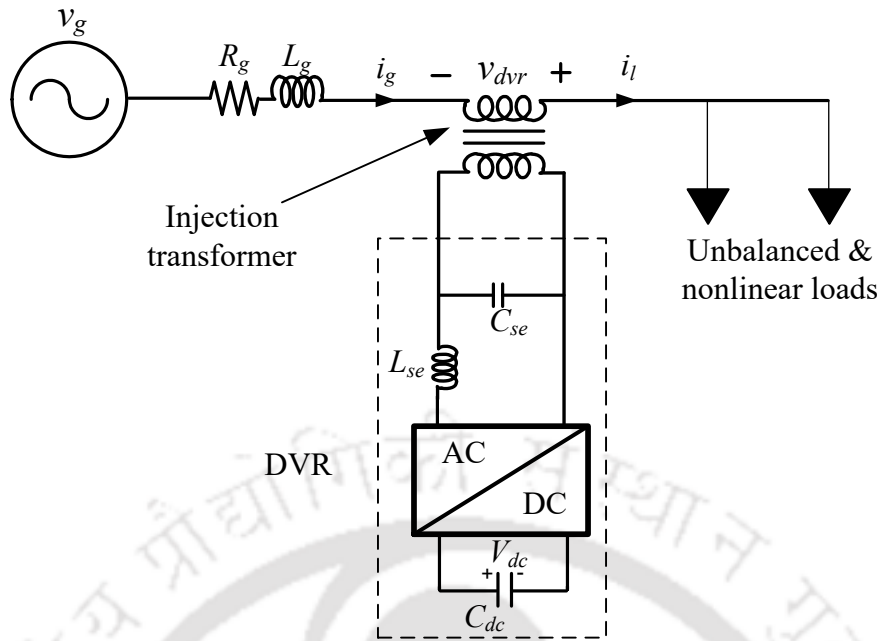 v_g
R_g L_g
i_g − v_dvr + i_l
Injection
transformer
Unbalanced &
nonlinear loads
C_se
L_se
DVR
AC
DC
V_dc
+ -
C_dc